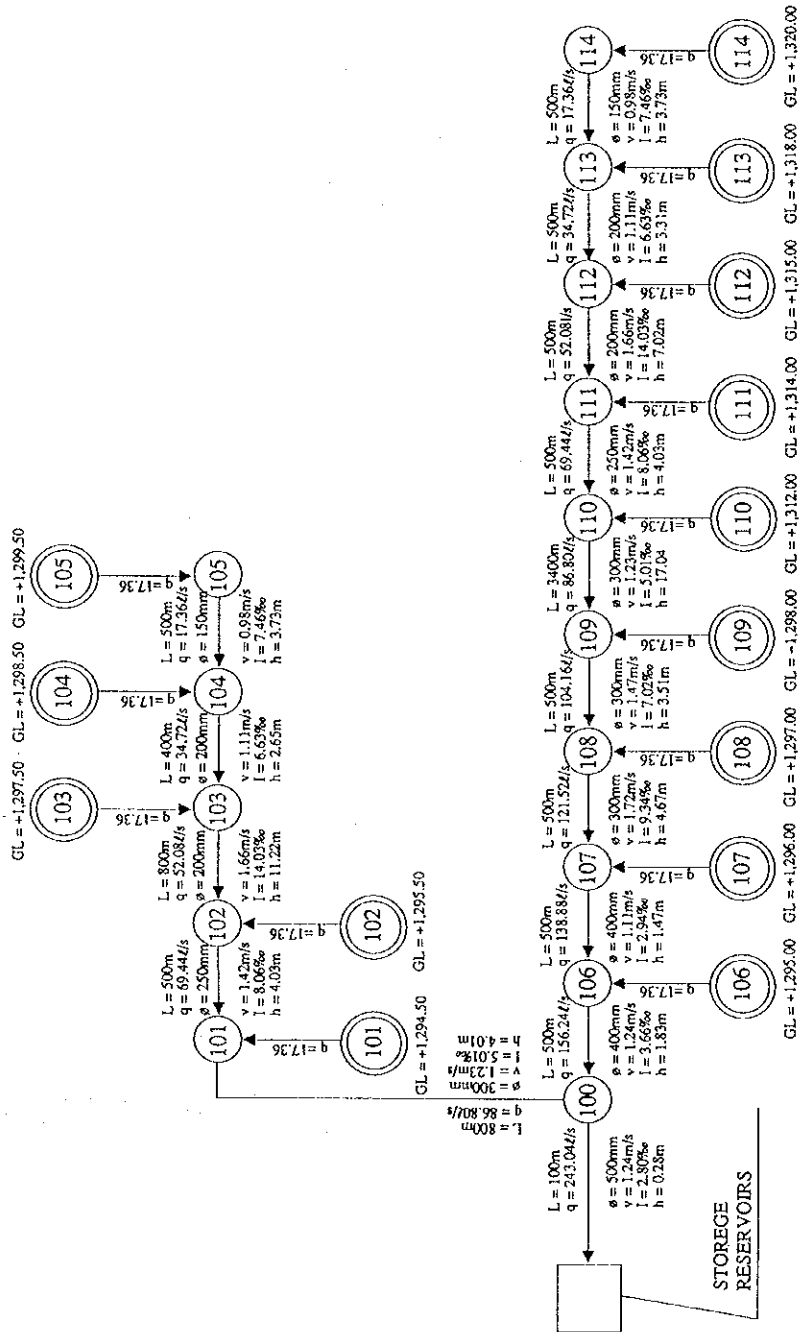 GL = +1,297.50
GL = +1,298.50
GL = +1,299.50
103
104
105
q=17.36
q=17.36
q=17.36
L = 500m
q = 69.44ℓ/s
ø = 250mm
L = 800m
q = 52.08ℓ/s
ø = 200mm
L = 400m
q = 34.72ℓ/s
ø = 200mm
L = 500m
q = 17.36ℓ/s
ø = 150mm
101
102
103
104
105
v = 1.42m/s
I = 8.06‰
h = 4.03m
v = 1.66m/s
I = 14.03‰
h = 11.22m
v = 1.11m/s
I = 6.63‰
h = 2.65m
v = 0.98m/s
I = 7.46‰
h = 3.73m
q=17.36
q=17.36
101
102
GL = +1,294.50
GL = +1,295.50
L = 800m
q = 86.80ℓ/s
ø = 300mm
v = 1.23m/s
I = 5.01‰
h = 4.01m
L = 100m
q = 243.04ℓ/s
L = 500m
q = 156.24ℓ/s
L = 500m
q = 138.88ℓ/s
L = 500m
q = 121.52ℓ/s
L = 500m
q = 104.16ℓ/s
L = 3400m
q = 86.80ℓ/s
L = 500m
q = 69.44ℓ/s
L = 500m
q = 52.08l/s
L = 500m
q = 34.72ℓ/s
L = 500m
q = 17.36ℓ/s
100
106
107
108
109
110
111
112
113
114
ø = 500mm
v = 1.24m/s
I = 2.80‰
h = 0.28m
ø = 400mm
v = 1.24m/s
I = 3.66‰
h = 1.83m
ø = 400mm
v = 1.11m/s
I = 2.94‰
h = 1.47m
ø = 300mm
v = 1.72m/s
I = 9.34‰
h = 4.67m
ø = 300mm
v = 1.47m/s
I = 7.02‰
h = 3.51m
ø = 300mm
v = 1.23m/s
I = 5.01‰
h = 17.04
ø = 250mm
v = 1.42m/s
I = 8.06‰
h = 4.03m
ø = 200mm
v = 1.66m/s
I = 14.03‰
h = 7.02m
ø = 200mm
v = 1.11m/s
I = 6.63‰
h = 3.31m
ø = 150mm
v = 0.98m/s
I = 7.46‰
h = 3.73m
q=17.36
q=17.36
q=17.36
q=17.36
q=17.36
q=17.36
q=17.36
q=17.36
q=17.36
STOREGE
RESERVOIRS
106
107
108
109
110
111
112
113
114
GL = +1,295.00
GL = +1,296.00
GL = +1,297.00
GL = -1,298.00
GL = +1,312.00
GL = +1,314.00
GL = +1,315.00
GL = +1,318.00
GL = +1,320.00